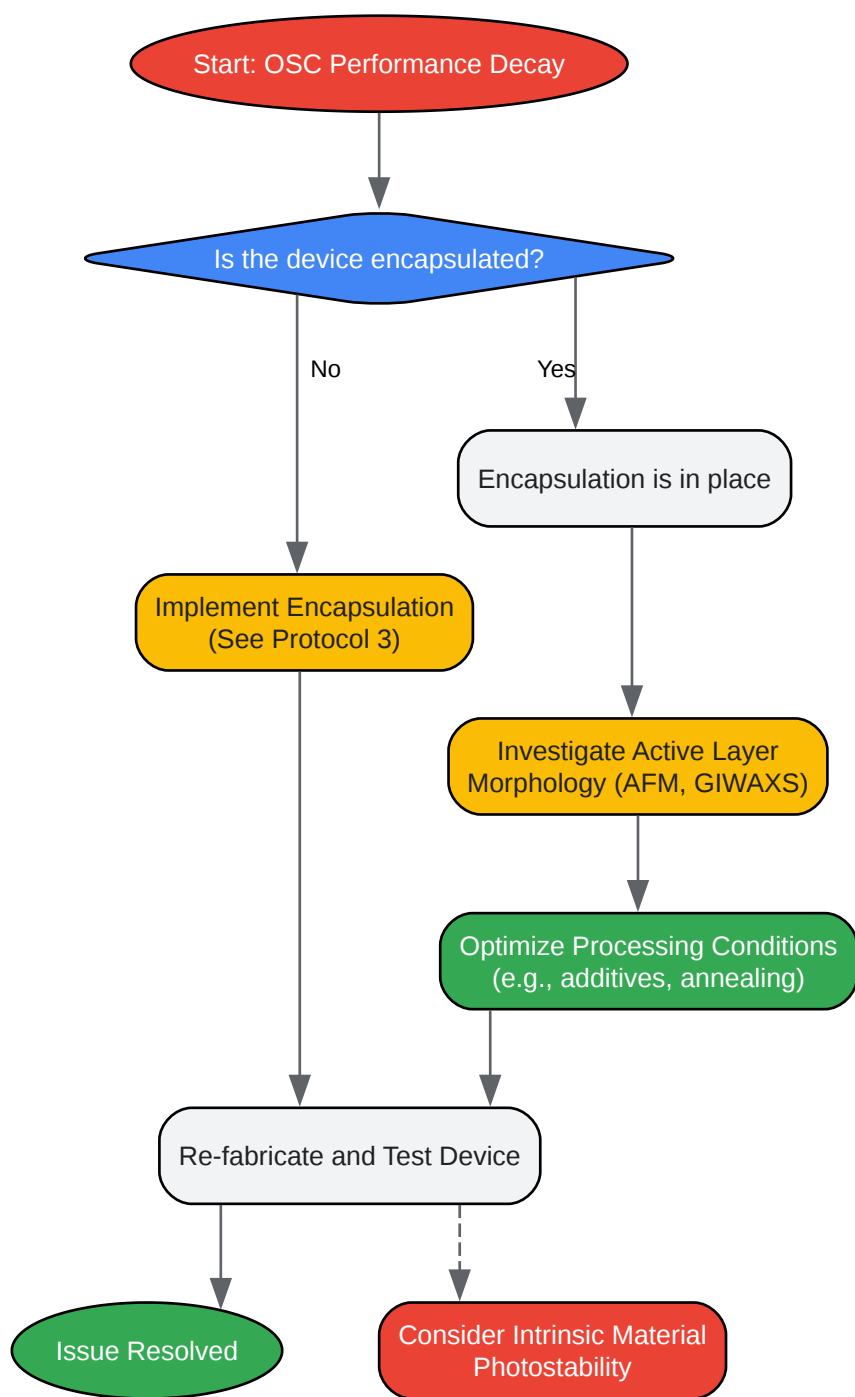 Start: OSC Performance Decay
Is the device encapsulated?
No
Yes
Encapsulation is in place
Implement Encapsulation
(See Protocol 3)
Investigate Active Layer
Morphology (AFM, GIWAXS)
Optimize Processing Conditions
(e.g., additives, annealing)
Re-fabricate and Test Device
Issue Resolved
Consider Intrinsic Material
Photostability